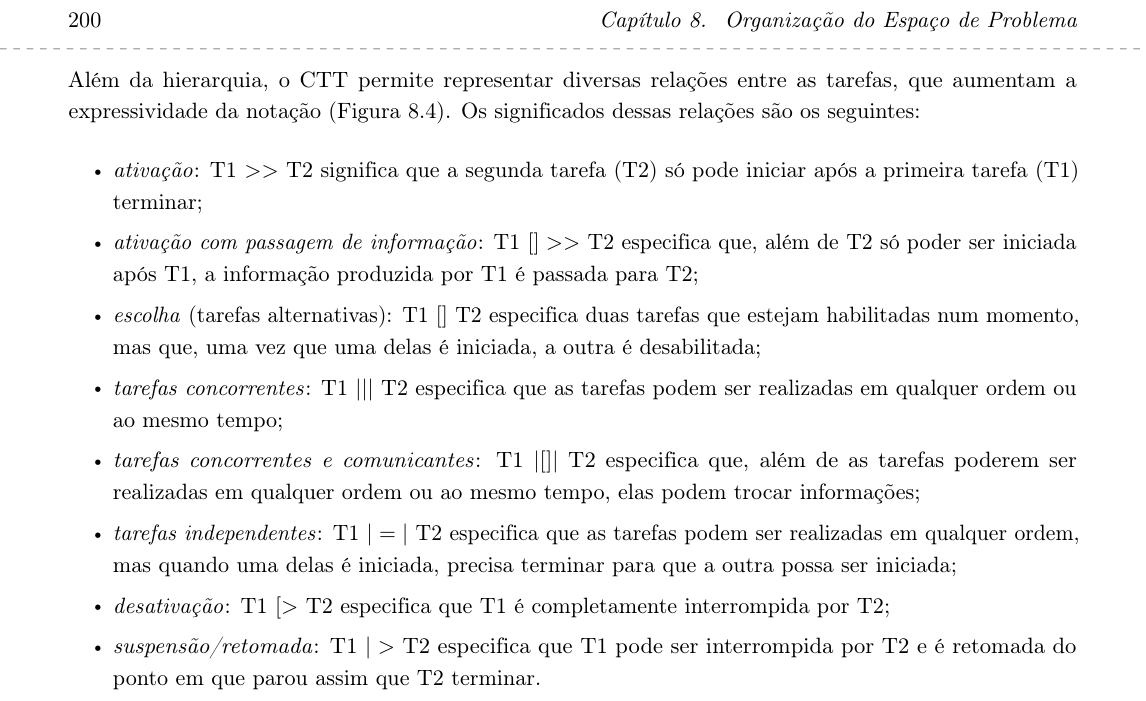 200
Capítulo 8. Organização do Espaço de Problema
Além da hierarquia, o CTT permite representar diversas relações entre as tarefas, que aumentam a
expressividade da notação (Figura 8.4). Os significados dessas relações são os seguintes:
• ativação: T1 >> T2 significa que a segunda tarefa (T2) só pode iniciar após a primeira tarefa (T1)
terminar;
• ativação com passagem de informação: T1 [] >> T2 especifica que, além de T2 só poder ser iniciada
após T1, a informação produzida por T1 é passada para T2;
• escolha (tarefas alternativas): T1 [] T2 especifica duas tarefas que estejam habilitadas num momento,
mas que, uma vez que uma delas é iniciada, a outra é desabilitada;
• tarefas concorrentes: T1 ||| T2 especifica que as tarefas podem ser realizadas em qualquer ordem ou
ao mesmo tempo;
• tarefas concorrentes e comunicantes: T1 |[]| T2 especifica que, além de as tarefas poderem ser
realizadas em qualquer ordem ou ao mesmo tempo, elas podem trocar informações;
• tarefas independentes: T1 | = | T2 especifica que as tarefas podem ser realizadas em qualquer ordem,
mas quando uma delas é iniciada, precisa terminar para que a outra possa ser iniciada;
• desativação: T1 [> T2 especifica que T1 é completamente interrompida por T2;
• suspensão/retomada: T1 | > T2 especifica que T1 pode ser interrompida por T2 e é retomada do
ponto em que parou assim que T2 terminar.